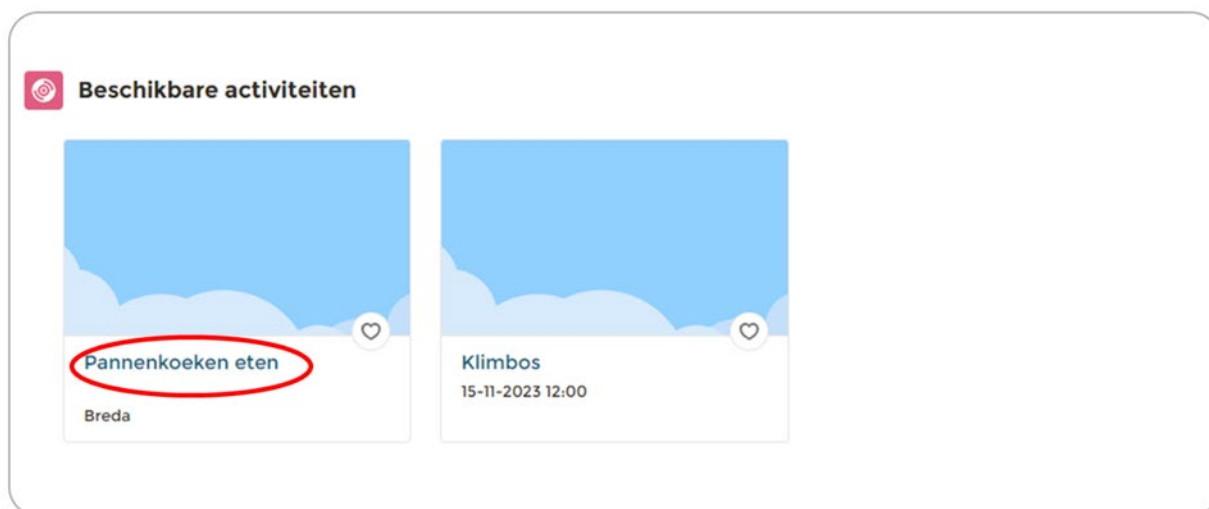 Beschikbare activiteiten
Pannenkoeken eten
Breda
Klimbos
15-11-2023 12:00